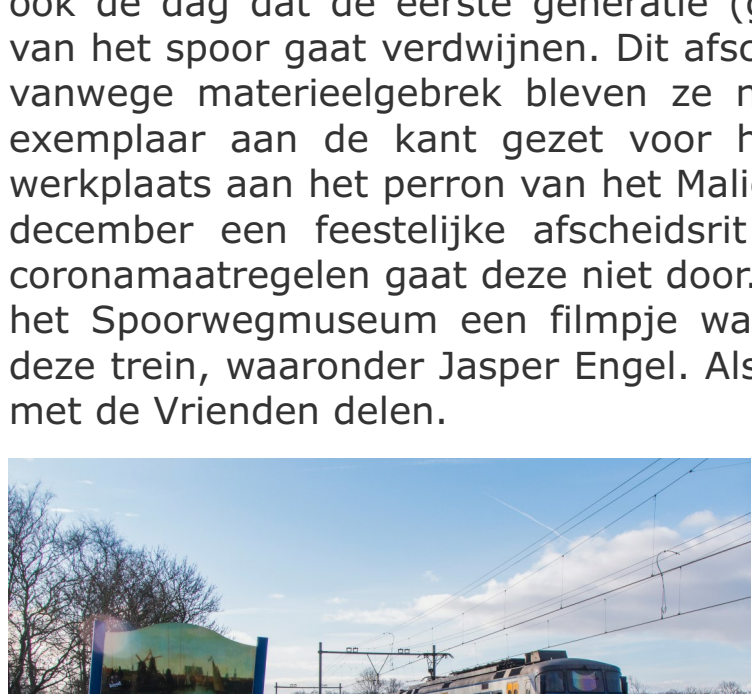 ook de dag dat de eerste generatie (
van het spoor gaat verdwijnen. Dit
vanwege materieelgebrek bleven ze
exemplaar aan de kant gezet voor
werkplaats aan het perron van het
december een feestelijke afscheidsrit
coronamaatregelen gaat deze niet door.
het Spoorwegmuseum een filmpje
deze trein, waaronder Jasper Engel. Als
met de Vrienden delen.